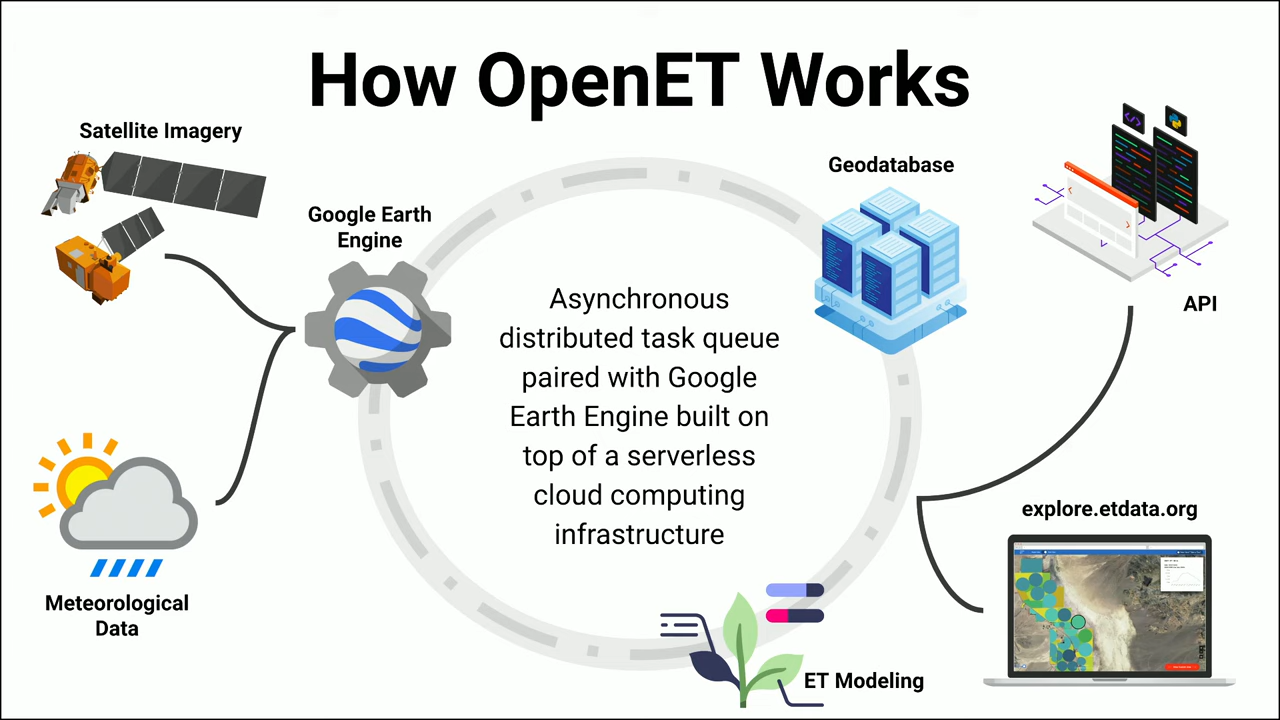 How OpenET Works
Satellite Imagery
Google Earth
Engine
Geodatabase
API
Asynchronous
distributed task queue
paired with Google
Earth Engine built on
top of a serverless
cloud computing
infrastructure
Meteorological
Data
ET Modeling
explore.etdata.org